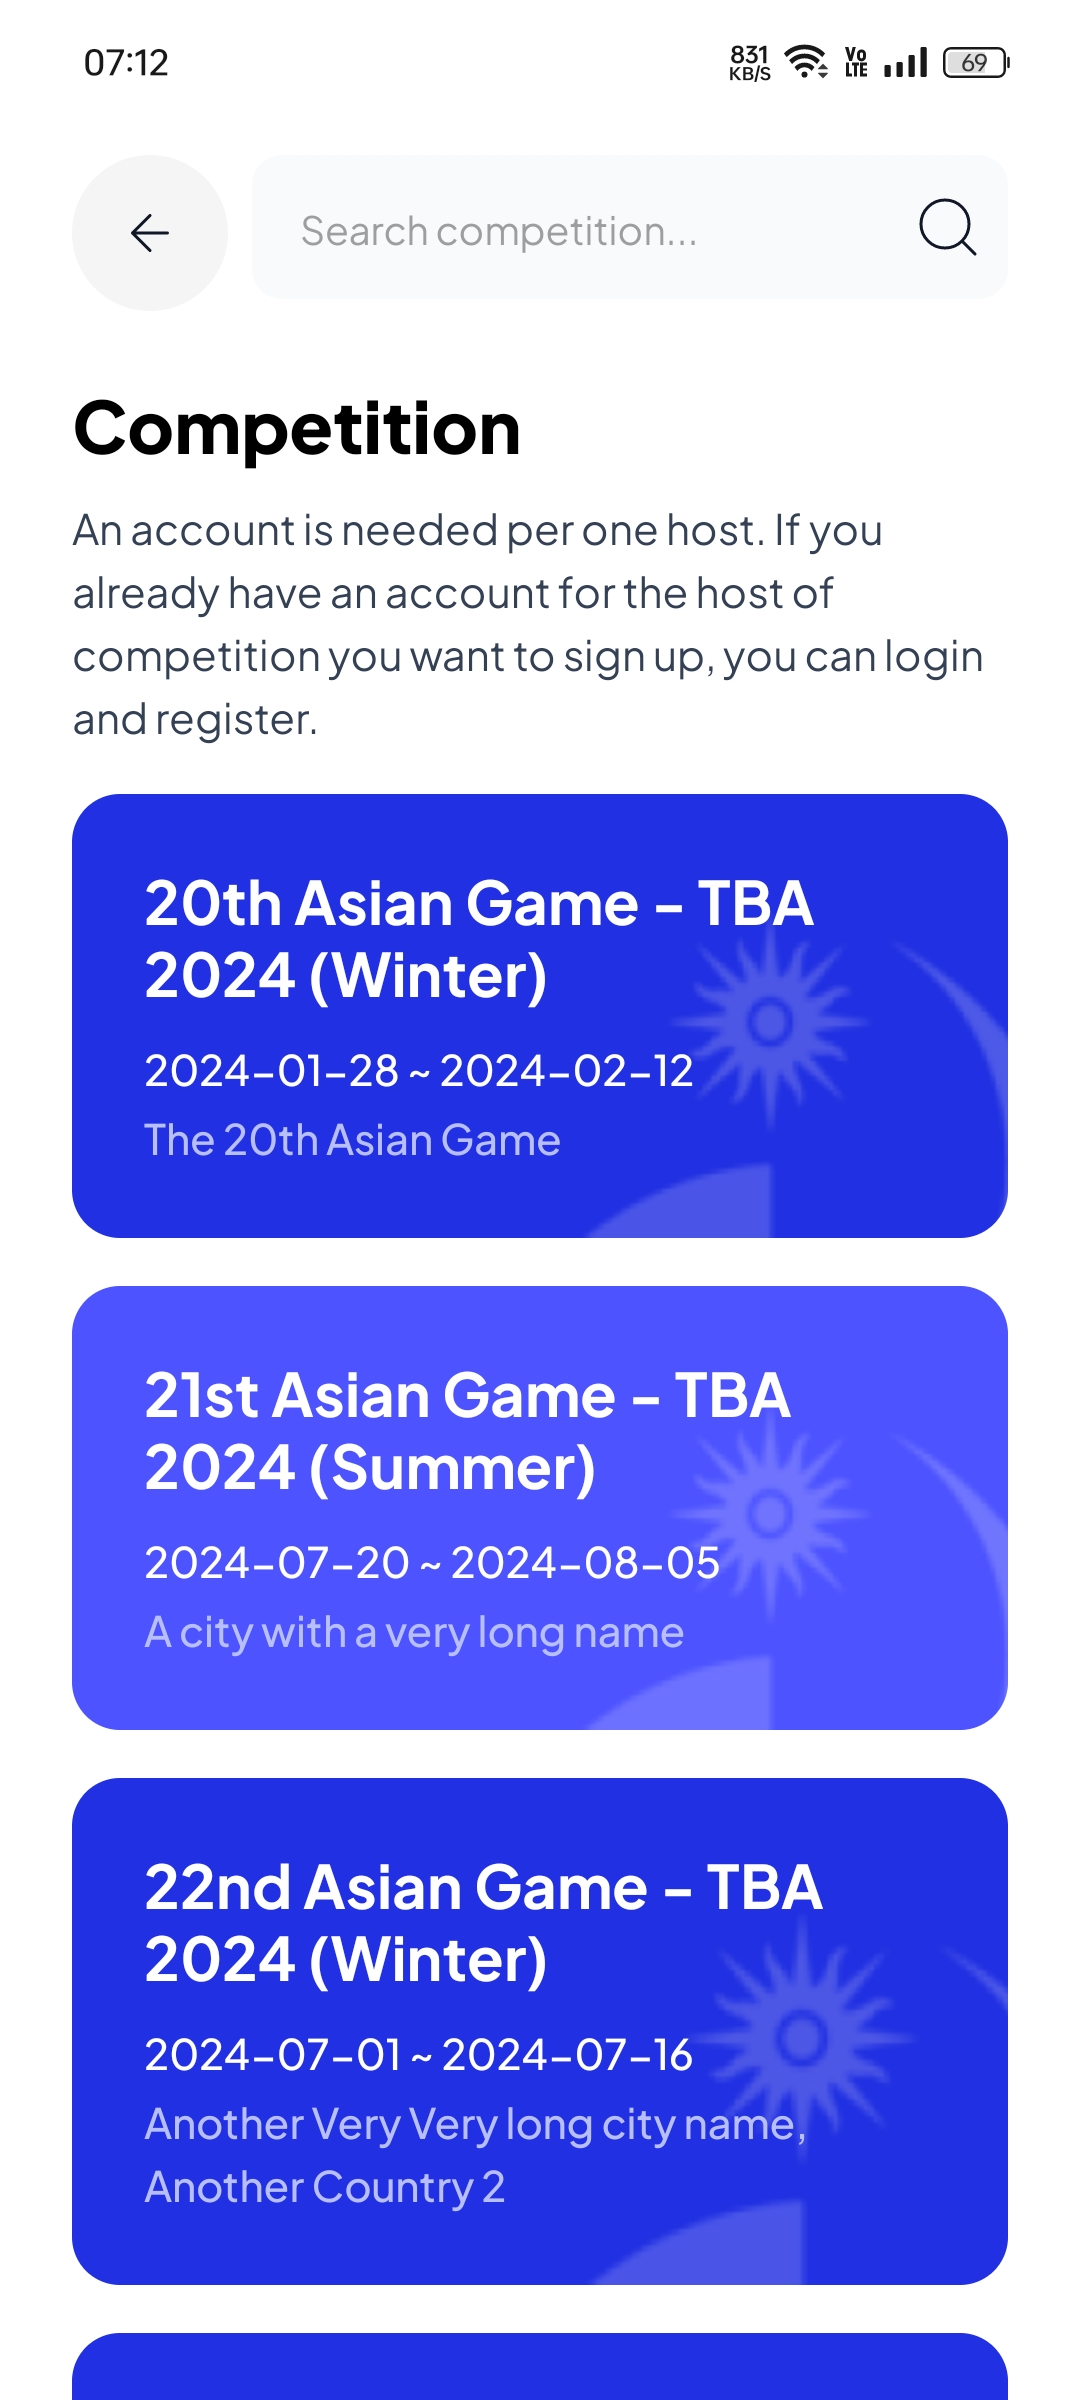 07:12
831
KB/S
Vo
LTE
69
Search competition...
Competition
An account is needed per one host. If you
already have an account for the host of
competition you want to sign up, you can login
and register.
20th Asian Game - TBA
2024 (Winter)
2024-01-28 ~ 2024-02-12
The 20th Asian Game
21st Asian Game - TBA
2024 (Summer)
2024-07-20 ~ 2024-08-05
A city with a very long name
22nd Asian Game - TBA
2024 (Winter)
2024-07-01 ~ 2024-07-16
Another Very Very long city name,
Another Country 2